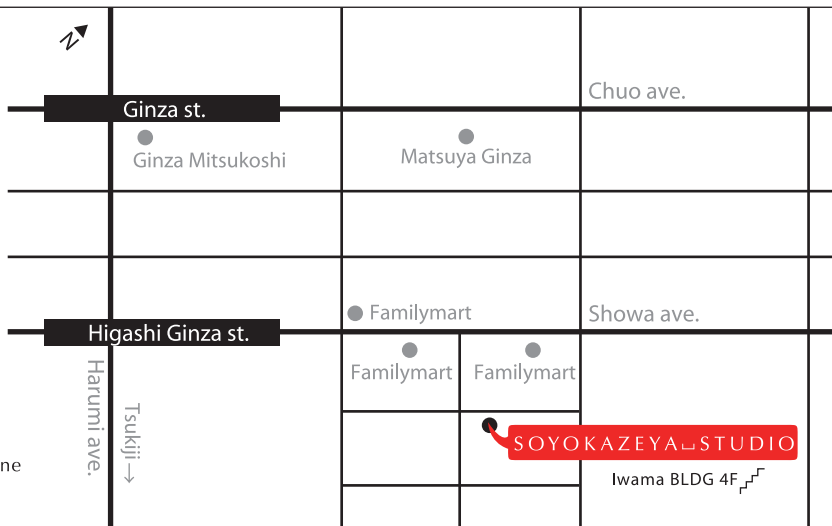 N
Chuo ave.
Ginza st.
Ginza Mitsukoshi
Matsuya Ginza
Familymart
Showa ave.
Higashi Ginza st.
Familymart
Familymart
Harumi ave.
Tsukiji →
SOYOKAZEYA␣STUDIO
ne
Iwama BLDG 4F